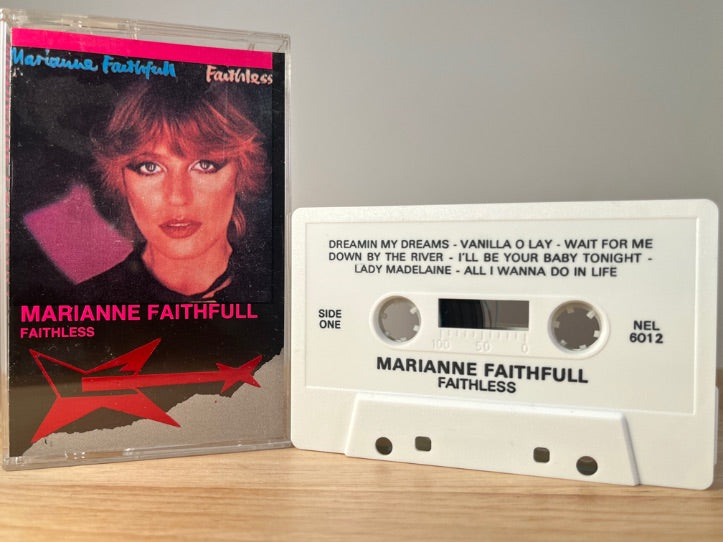 Marianne Faithfull Faithless
MARIANNE FAITHFULL
FAITHLESS
DREAMIN MY DREAMS - VANILLA O LAY - WAIT FOR ME
DOWN BY THE RIVER - I'LL BE YOUR BABY TONIGHT -
LADY MADELAINE - ALL I WANNA DO IN LIFE
SIDE
ONE
100 50 0
NEL
6012
MARIANNE FAITHFULL
FAITHLESS